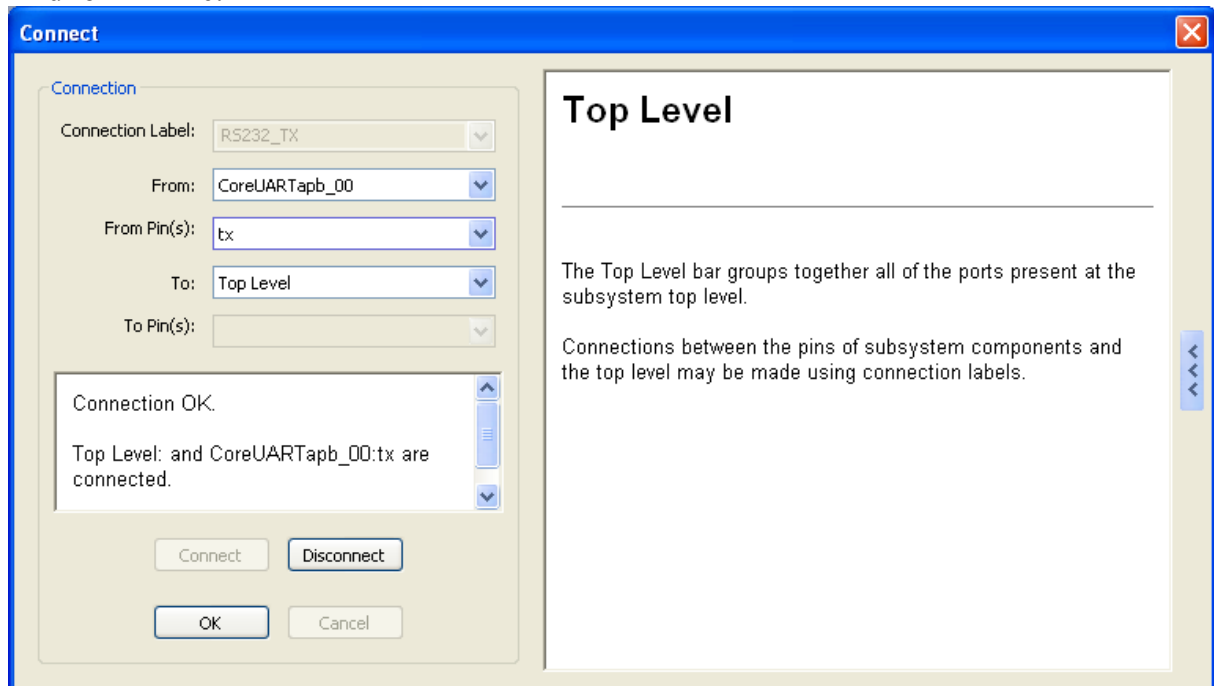 Connect
Connection
Connection Label: RS232_TX
From: CoreUARTapb_00
From Pin(s): tx
To: Top Level
To Pin(s):
Connection OK.
Top Level: and CoreUARTapb_00:tx are
connected.
Connect Disconnect
OK Cancel
Top Level
The Top Level bar groups together all of the ports present at the
subsystem top level.
Connections between the pins of subsystem components and
the top level may be made using connection labels.